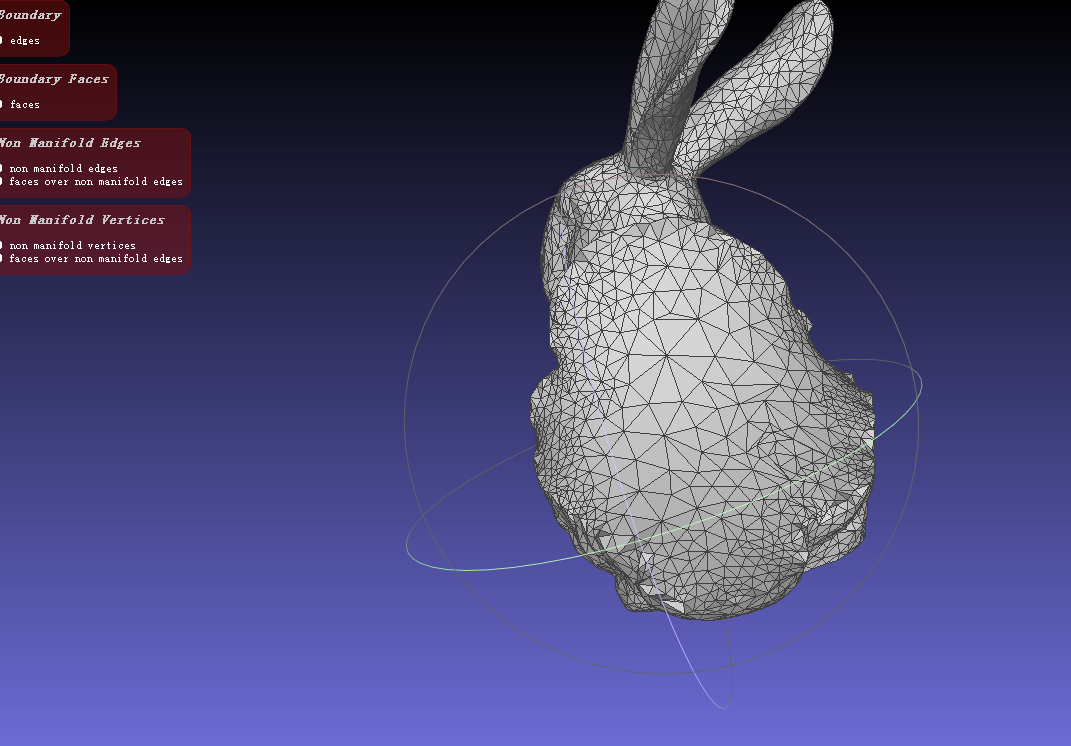 Boundary
0 edges
Boundary Faces
0 faces
Non Manifold Edges
0 non manifold edges
0 faces over non manifold edges
Non Manifold Vertices
0 non manifold vertices
0 faces over non manifold edges